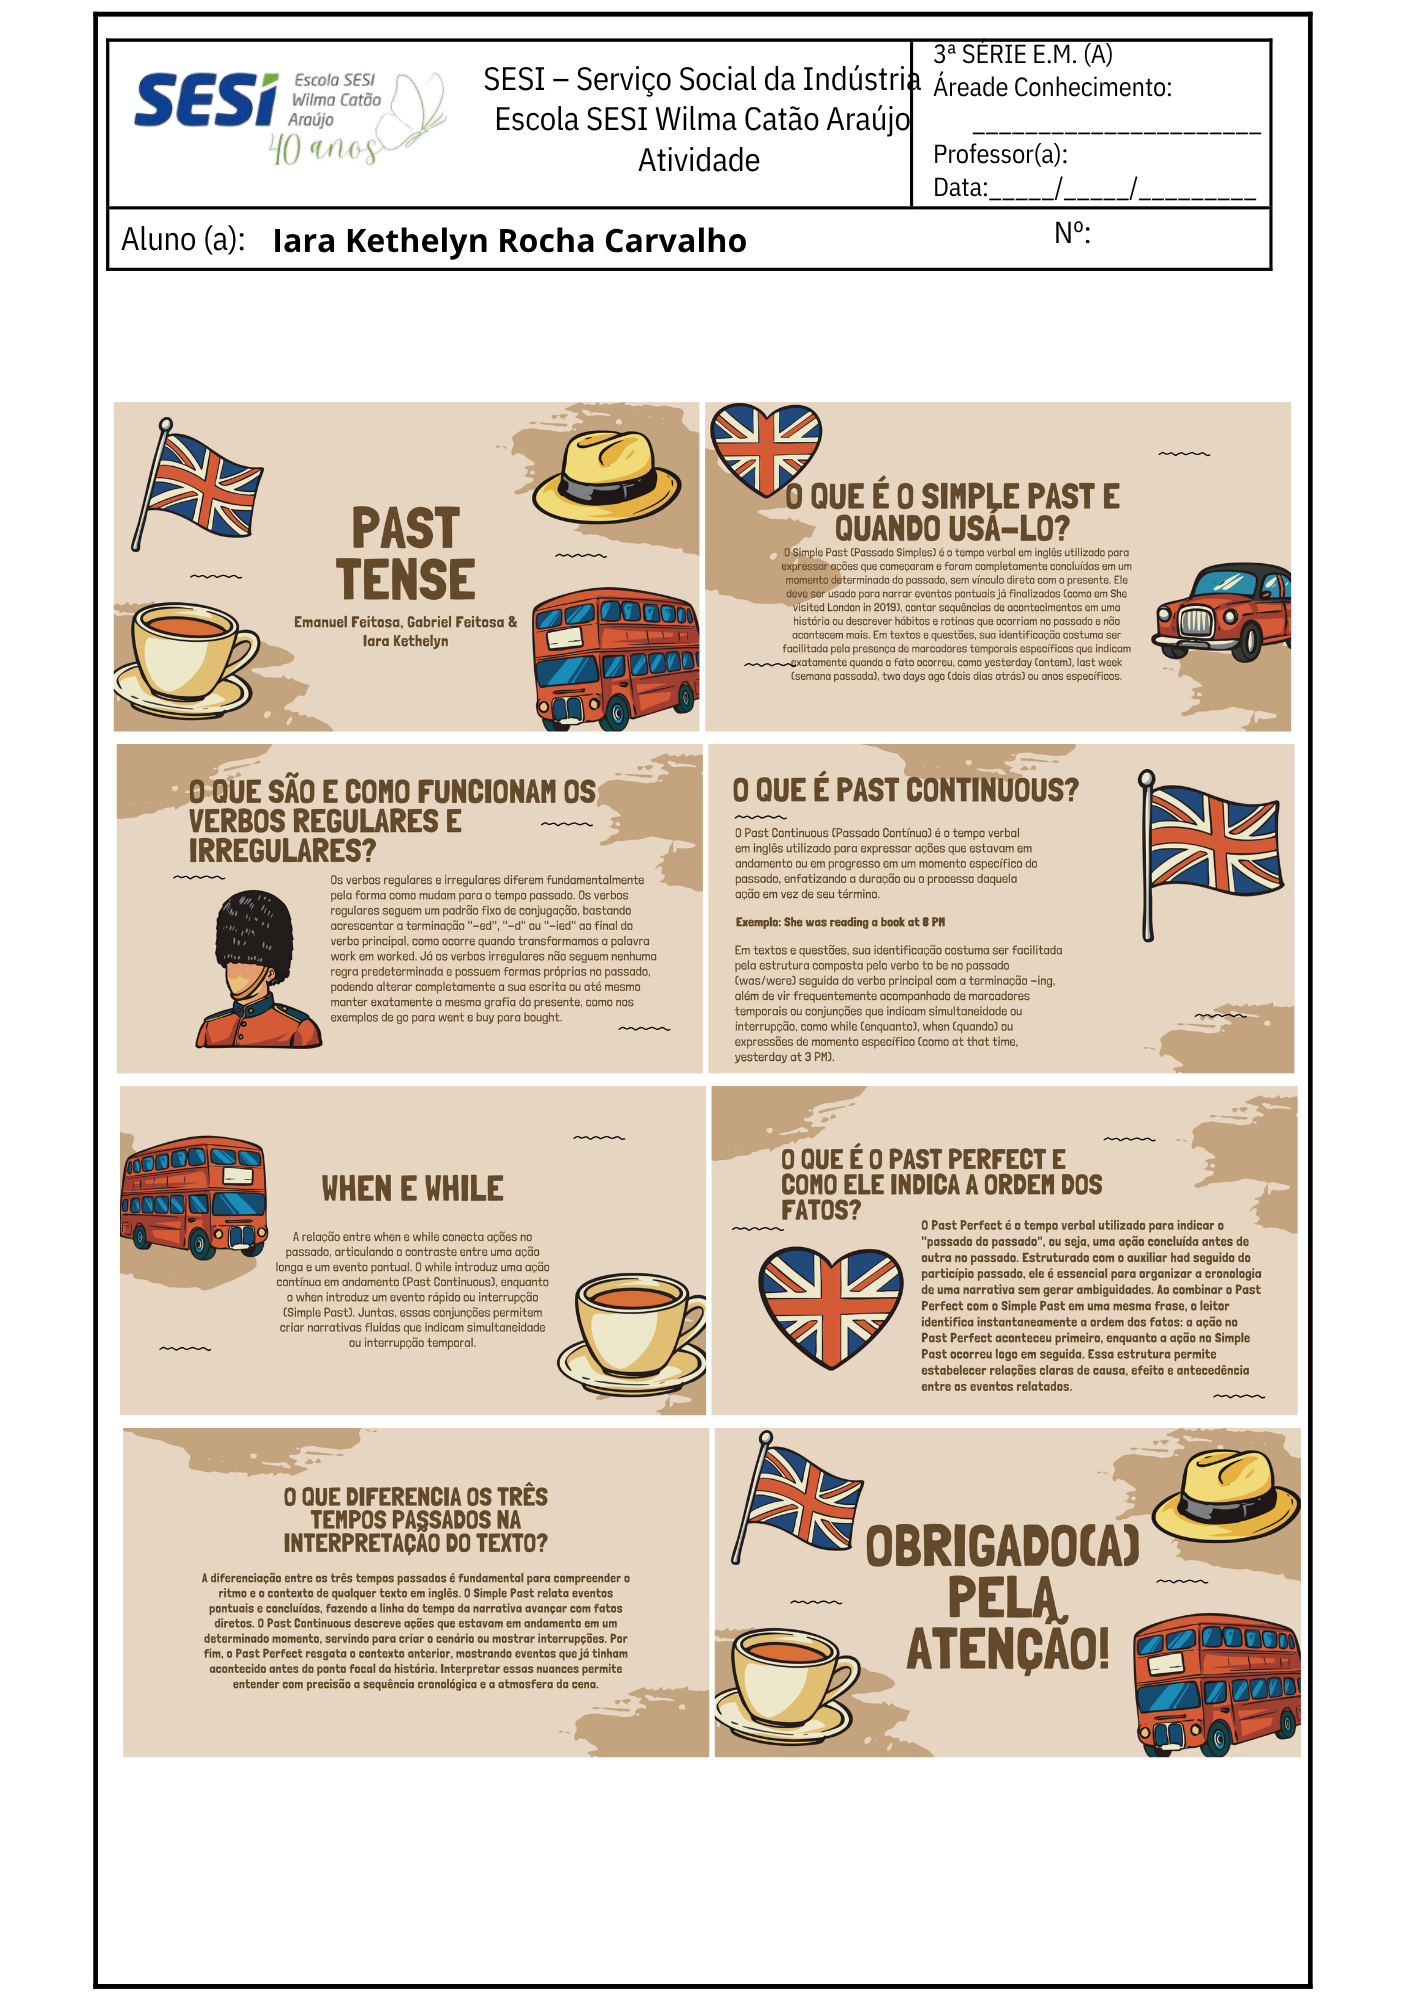 SESI
Escola SESI
Wilma Catão
Araújo
40 anos
SESI – Serviço Social da Indústria
Escola SESI Wilma Catão Araújo
Atividade
3ª SÉRIE E.M. (A)
Áreade Conhecimento:
______________________
Professor(a):
Data:_____/_____/_________
Aluno (a): Iara Kethelyn Rocha Carvalho
Nº:
PAST
TENSE
Emanuel Feitosa, Gabriel Feitosa &
Iara Kethelyn
O QUE É O SIMPLE PAST E
QUANDO USÁ-LO?
O Simple Past (Passado Simples) é o tempo verbal em inglês utilizado para
expressar ações que começaram e foram completamente concluídas em um
momento determinado do passado, sem vínculo direto com o presente. Ele
deve ser usado para narrar eventos pontuais já finalizados (como em She
visited London in 2019), contar sequências de acontecimentos em uma
história ou descrever hábitos e rotinas que ocorriam no passado e não
acontecem mais. Em textos e questões, sua identificação costuma ser
facilitada pela presença de marcadores temporais específicos que indicam
exatamente quando o fato ocorreu, como yesterday (ontem), last week
(semana passada), two days ago (dois dias atrás) ou anos específicos.
O QUE SÃO E COMO FUNCIONAM OS
VERBOS REGULARES E
IRREGULARES?
Os verbos regulares e irregulares diferem fundamentalmente
pela forma como mudam para o tempo passado. Os verbos
regulares seguem um padrão fixo de conjugação, bastando
acrescentar a terminação "-ed", "-d" ou "-ied" ao final do
verbo principal, como ocorre quando transformamos a palavra
work em worked. Já os verbos irregulares não seguem nenhuma
regra predeterminada e possuem formas próprias no passado,
podendo alterar completamente a sua escrita ou até mesmo
manter exatamente a mesma grafia do presente, como nos
exemplos de go para went e buy para bought.
O QUE É PAST CONTINUOUS?
O Past Continuous (Passado Contínuo) é o tempo verbal
em inglês utilizado para expressar ações que estavam em
andamento ou em progresso em um momento específico do
passado, enfatizando a duração ou o processo daquela
ação em vez de seu término.
Exemplo: She was reading a book at 8 PM
Em textos e questões, sua identificação costuma ser facilitada
pela estrutura composta pelo verbo to be no passado
(was/were) seguida do verbo principal com a terminação -ing,
além de vir frequentemente acompanhado de marcadores
temporais ou conjunções que indicam simultaneidade ou
interrupção, como while (enquanto), when (quando) ou
expressões de momento específico (como at that time,
yesterday at 3 PM).
WHEN E WHILE
A relação entre when e while conecta ações no
passado, articulando o contraste entre uma ação
longa e um evento pontual. O while introduz uma ação
contínua em andamento (Past Continuous), enquanto
o when introduz um evento rápido ou interrupção
(Simple Past). Juntas, essas conjunções permitem
criar narrativas fluidas que indicam simultaneidade
ou interrupção temporal.
O QUE É O PAST PERFECT E
COMO ELE INDICA A ORDEM DOS
FATOS?
O Past Perfect é o tempo verbal utilizado para indicar o
"passado do passado", ou seja, uma ação concluída antes de
outra no passado. Estruturado com o auxiliar had seguido do
particípio passado, ele é essencial para organizar a cronologia
de uma narrativa sem gerar ambiguidades. Ao combinar o Past
Perfect com o Simple Past em uma mesma frase, o leitor
identifica instantaneamente a ordem dos fatos: a ação no
Past Perfect aconteceu primeiro, enquanto a ação no Simple
Past ocorreu logo em seguida. Essa estrutura permite
estabelecer relações claras de causa, efeito e antecedência
entre os eventos relatados.
O QUE DIFERENCIA OS TRÊS
TEMPOS PASSADOS NA
INTERPRETAÇÃO DO TEXTO?
A diferenciação entre os três tempos passados é fundamental para compreender o
ritmo e o contexto de qualquer texto em inglês. O Simple Past relata eventos
pontuais e concluídos, fazendo a linha do tempo da narrativa avançar com fatos
diretos. O Past Continuous descreve ações que estavam em andamento em um
determinado momento, servindo para criar o cenário ou mostrar interrupções. Por
fim, o Past Perfect resgata o contexto anterior, mostrando eventos que já tinham
acontecido antes do ponto focal da história. Interpretar essas nuances permite
entender com precisão a sequência cronológica e a atmosfera da cena.
OBRIGADO(A)
PELA
ATENÇÃO!